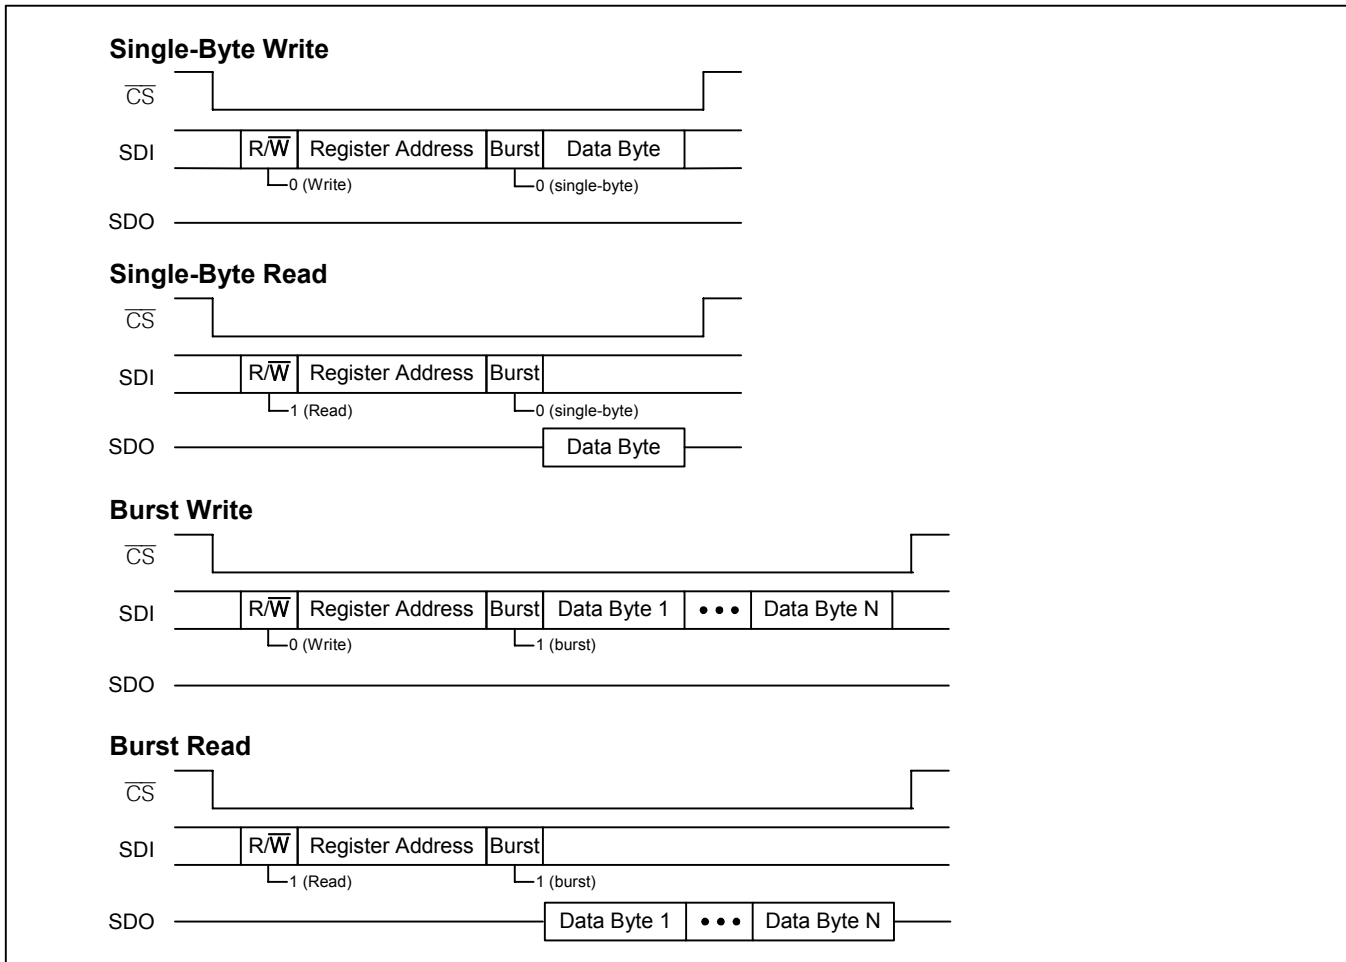 Single-Byte Write
CS
SDI R/W Register Address Burst Data Byte
0 (Write) 0 (single-byte)
SDO
Single-Byte Read
CS
SDI R/W Register Address Burst
1 (Read) 0 (single-byte)
SDO Data Byte
Burst Write
CS
SDI R/W Register Address Burst Data Byte 1 ••• Data Byte N
0 (Write) 1 (burst)
SDO
Burst Read
CS
SDI R/W Register Address Burst
1 (Read) 1 (burst)
SDO Data Byte 1 ••• Data Byte N